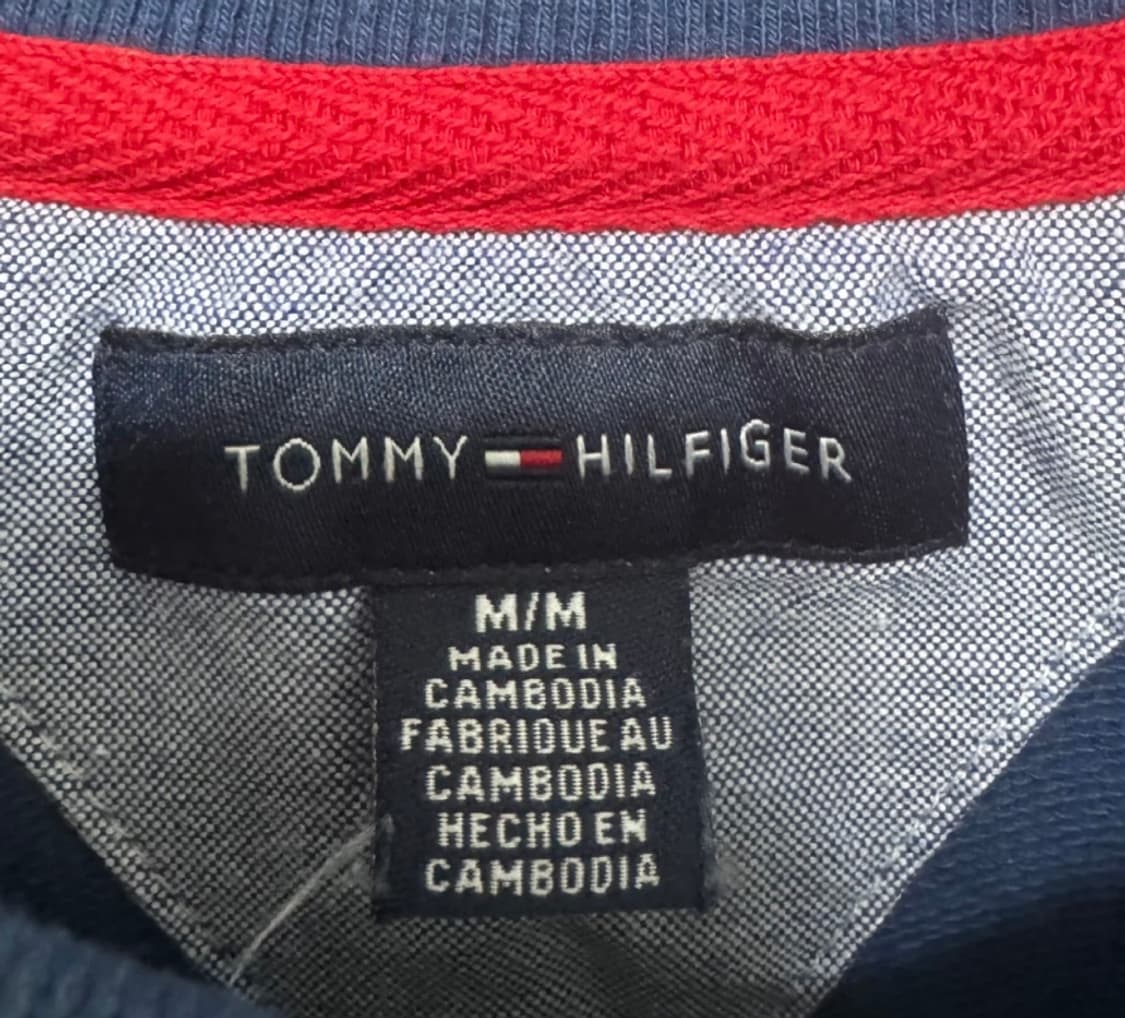 TOMMY HILFIGER
M/M
MADE IN
CAMBODIA
FABRIQUE AU
CAMBODIA
HECHO EN
CAMBODIA